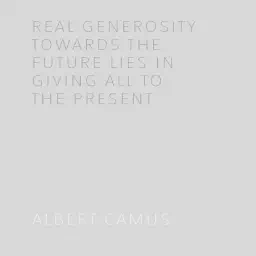 REAL GENEROSITY
TOWARDS THE
FUTURE LIES IN
GIVING ALL TO
THE PRESENT
ALBERT CAMUS